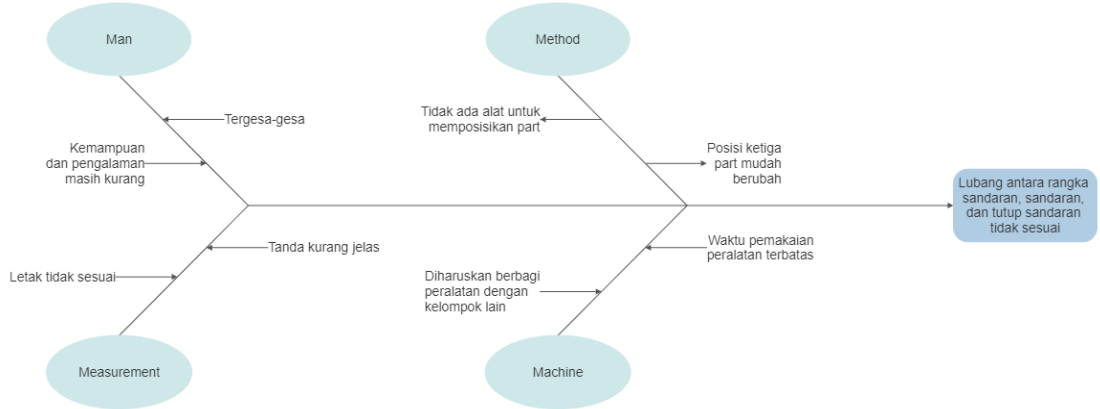 Man
Method
Tergesa-gesa
Tidak ada alat untuk
memposisikan part
Kemampuan
dan pengalaman
masih kurang
Posisi ketiga
part mudah
berubah
Lubang antara rangka
sandaran, sandaran,
dan tutup sandaran
tidak sesuai
Tanda kurang jelas
Waktu pemakaian
peralatan terbatas
Letak tidak sesuai
Diharuskan berbagi
peralatan dengan
kelompok lain
Measurement
Machine